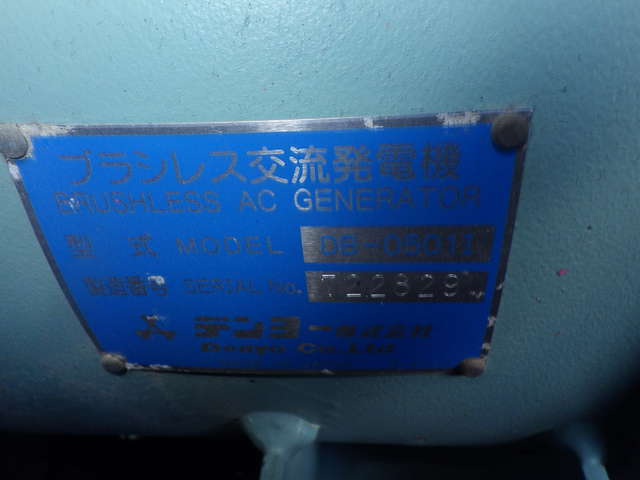 ブラシレス交流発電機
BRUSHLESS AC GENERATOR
型式 MODEL
製造番号 SERIAL No. 722829
デンヨー株式会社
Denyo Co.,Ltd